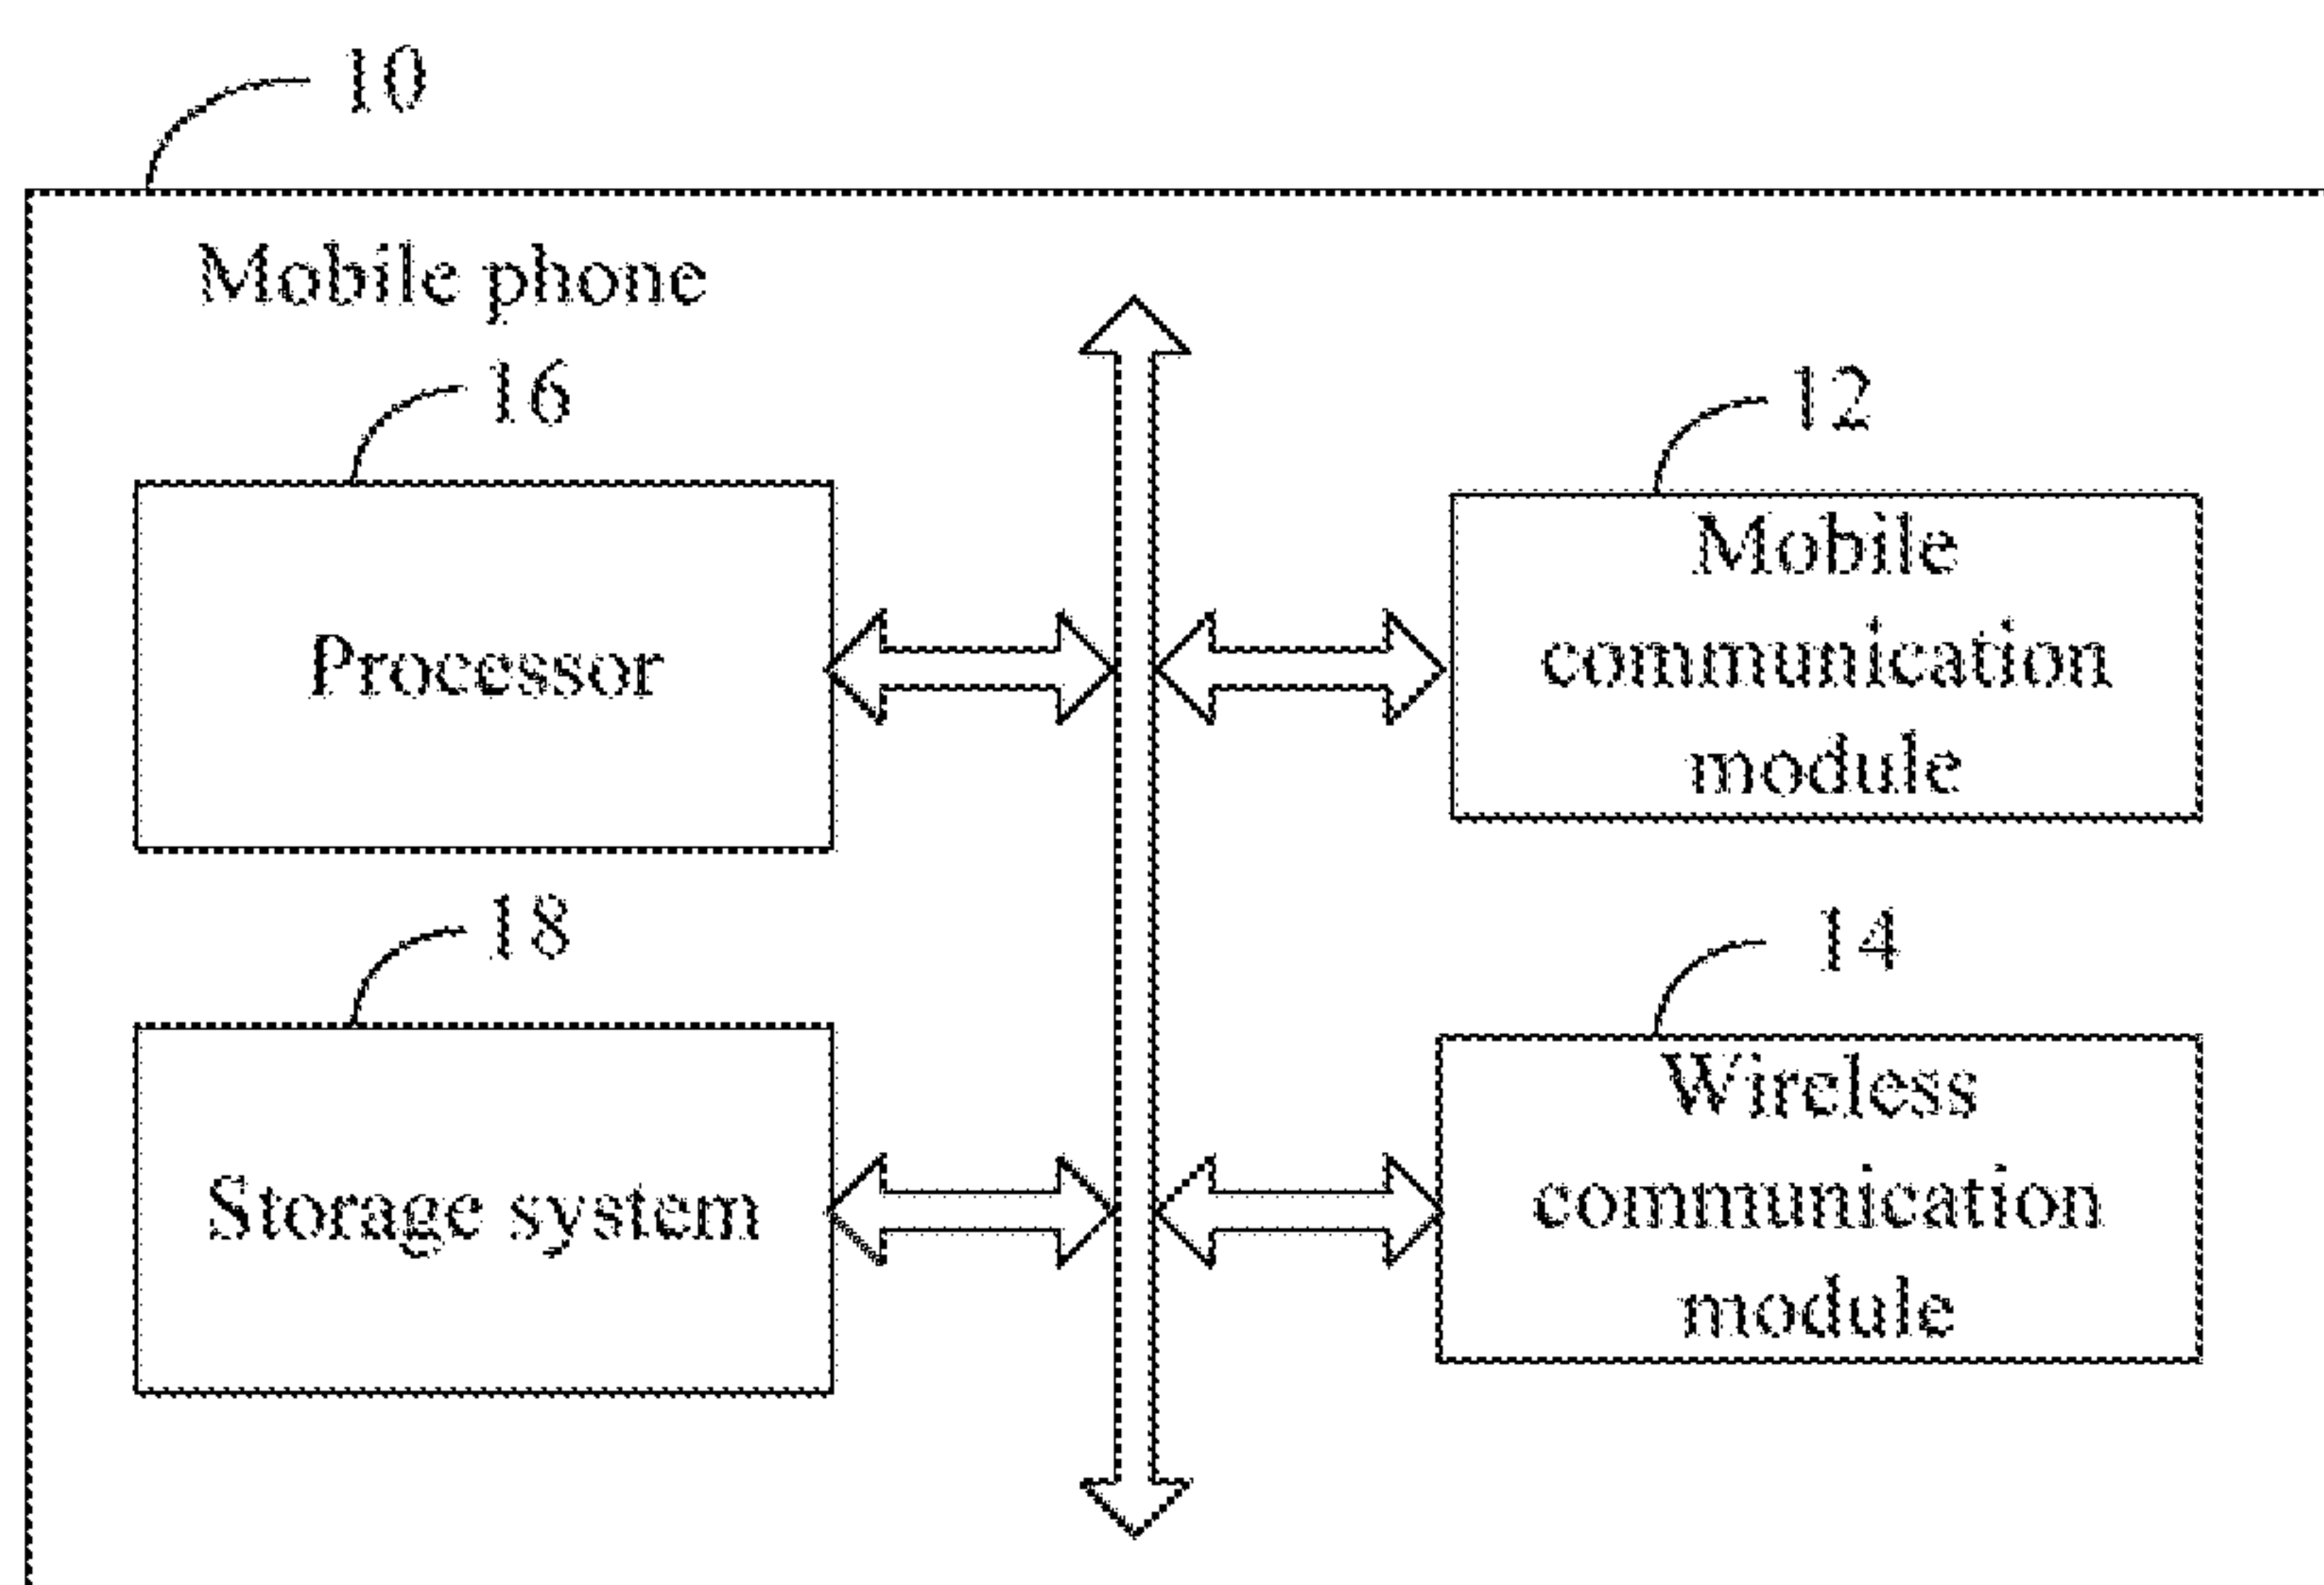 10
Mobile phone
16
Processor
12
Mobile
communication
module
18
Storage system
14
Wireless
communication
module